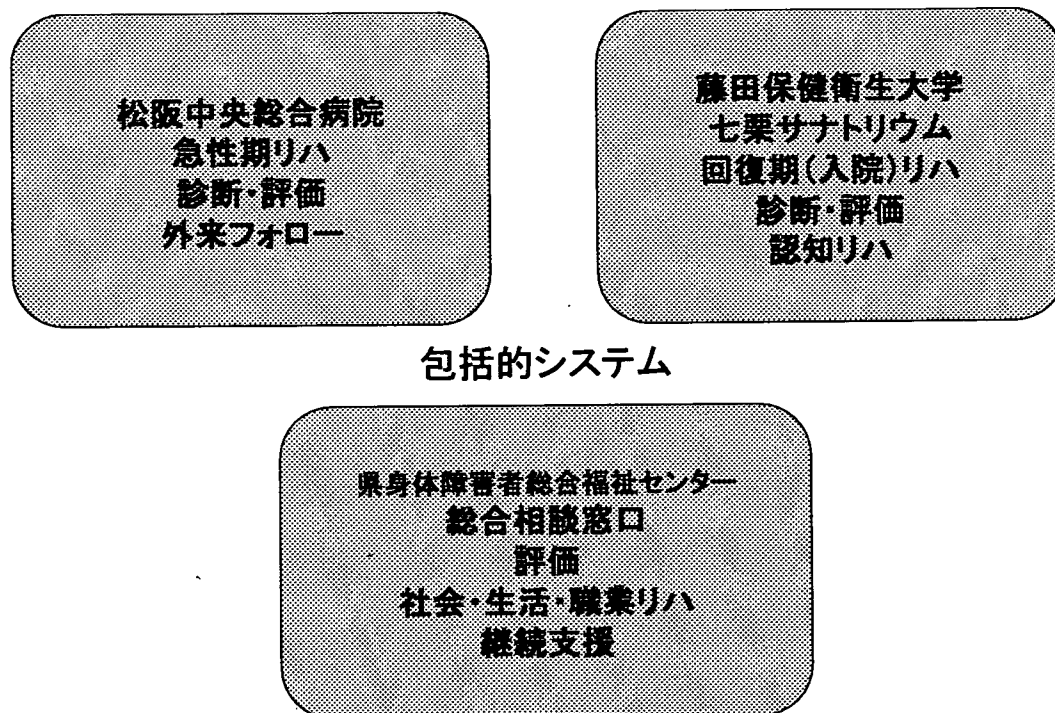 松阪中央総合病院
急性期リハ
診断・評価
外来フォロー
藤田保健衛生大学
七栗サナトリウム
回復期(入院)リハ
診断・評価
認知リハ
包括的システム
県身体障害者総合福祉センター
総合相談窓口
評価
社会・生活・職業リハ
継続支援